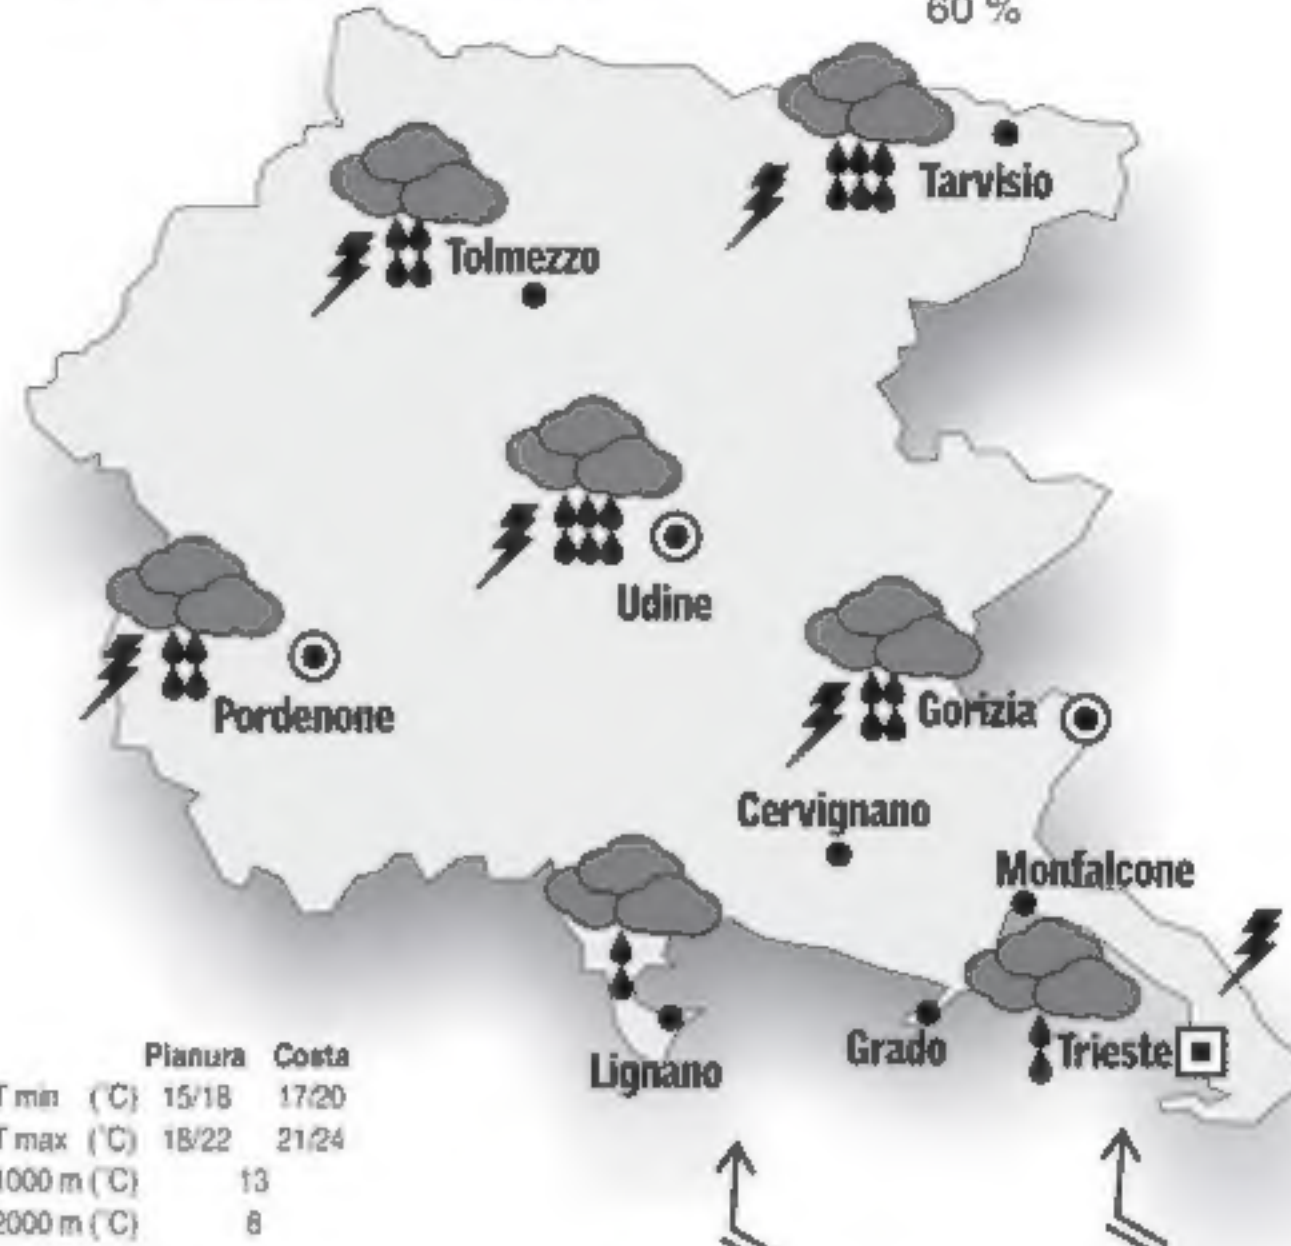 60 %
Tarvisio
Tolmezzo
Udine
Pordenone
Gorizia
Cervignano
Monfalcone
Grado
Trieste
Lignano
Pianura Costa
T min (°C) 15/18 17/20
T max (°C) 18/22 21/24
1000 m (°C) 13
2000 m (°C)